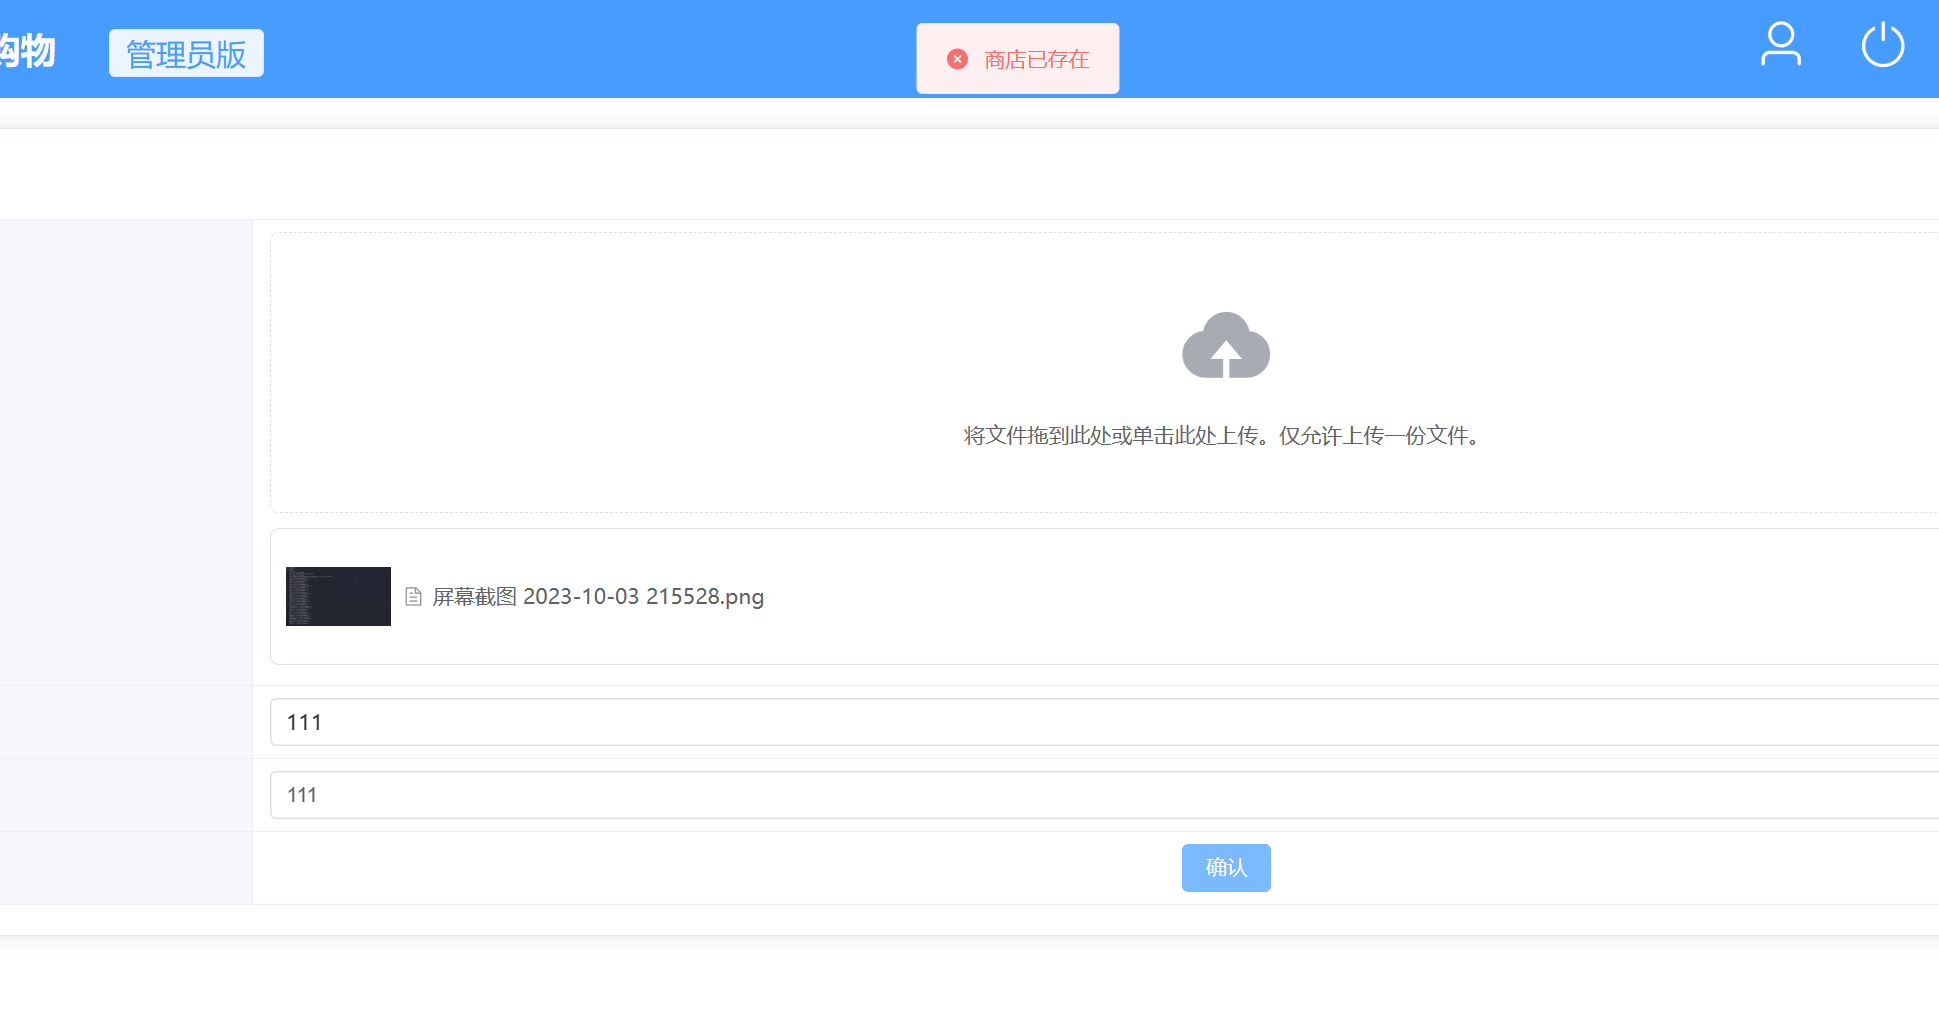 购物
管理员版
商店已存在
将文件拖到此处或单击此处上传。仅允许上传一份文件。
屏幕截图 2023-10-03 215528.png
111
111
确认